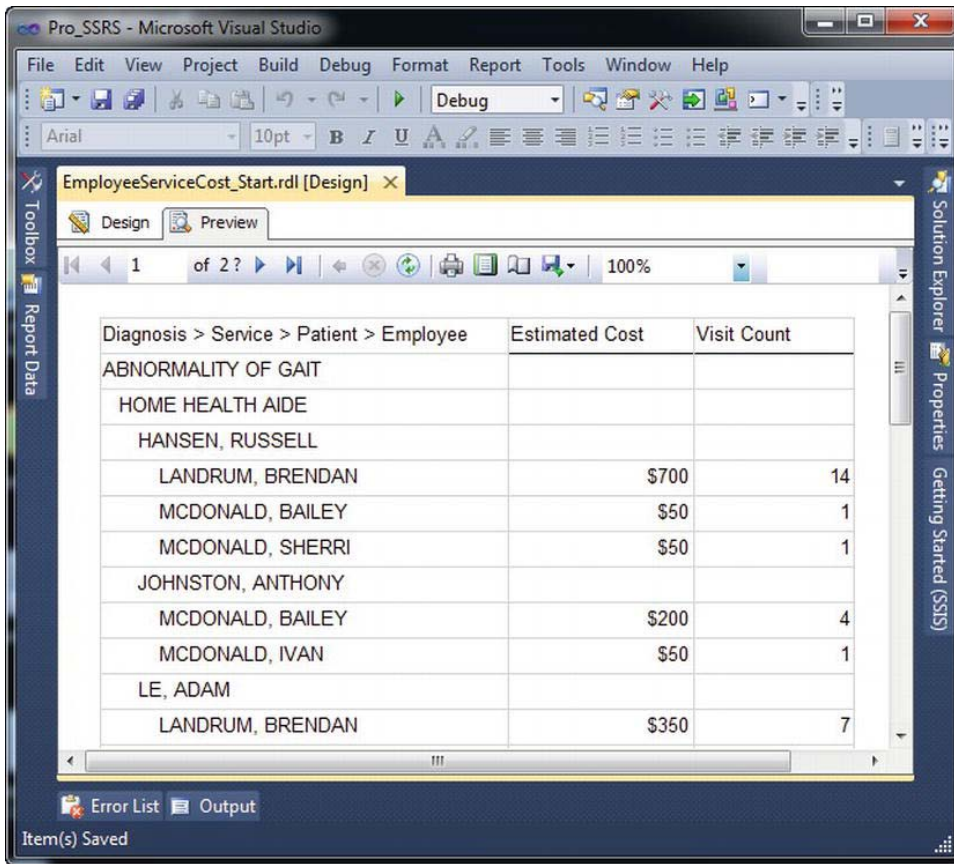 Pro_SSRS - Microsoft Visual Studio
File Edit View Project Build Debug Format Report Tools Window Help
Debug
Arial 10pt B I U A
Toolbox
Report Data
EmployeeServiceCost_Start.rdl [Design]
Design Preview
1 of 2? 100%
Diagnosis > Service > Patient > Employee Estimated Cost Visit Count
ABNORMALITY OF GAIT
HOME HEALTH AIDE
HANSEN, RUSSELL
LANDRUM, BRENDAN $700 14
MCDONALD, BAILEY $50 1
MCDONALD, SHERRI $50 1
JOHNSTON, ANTHONY
MCDONALD, BAILEY $200 4
MCDONALD, IVAN $50 1
LE, ADAM
LANDRUM, BRENDAN $350 7
Solution Explorer
Properties
Getting Started (SSIS)
Error List Output
Item(s) Saved